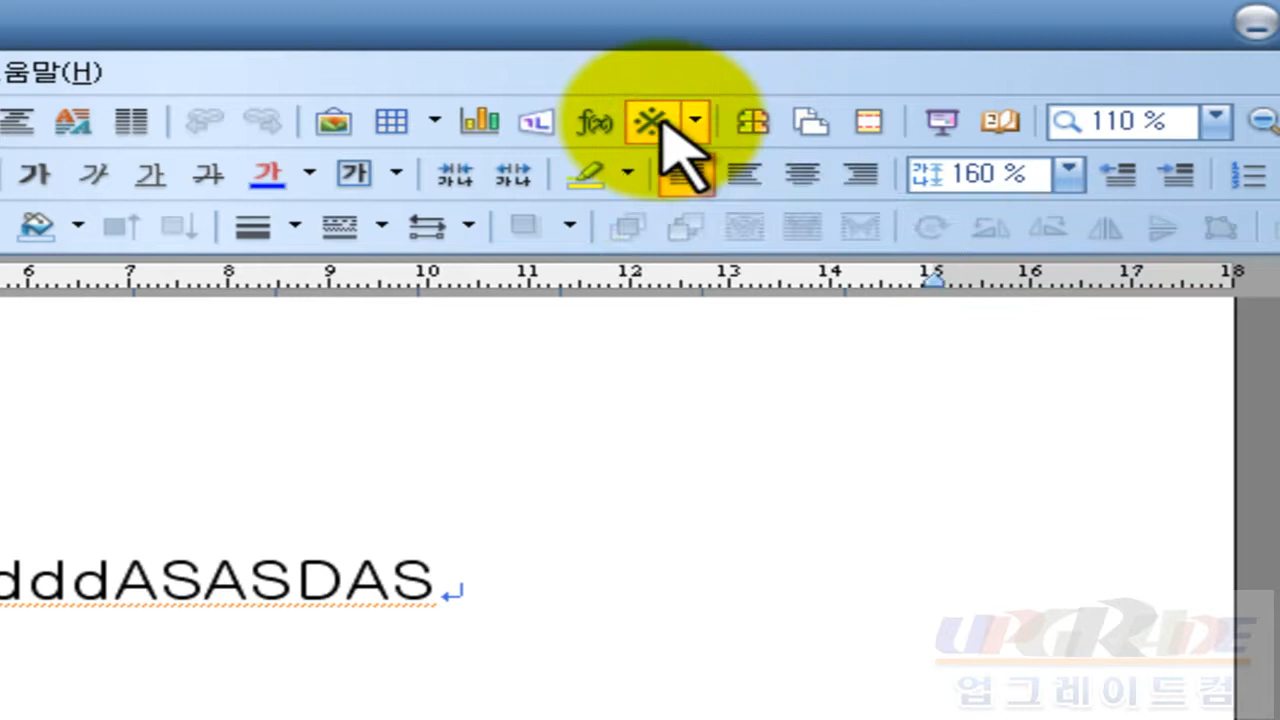 움말(H)
f(x) ※ 110 %
가 가 가 가 가 가 160 %
6 7 8 9 10 11 12 13 14 15 16 17 18
dddASASDAS
UPGRADE
업그레이드컴